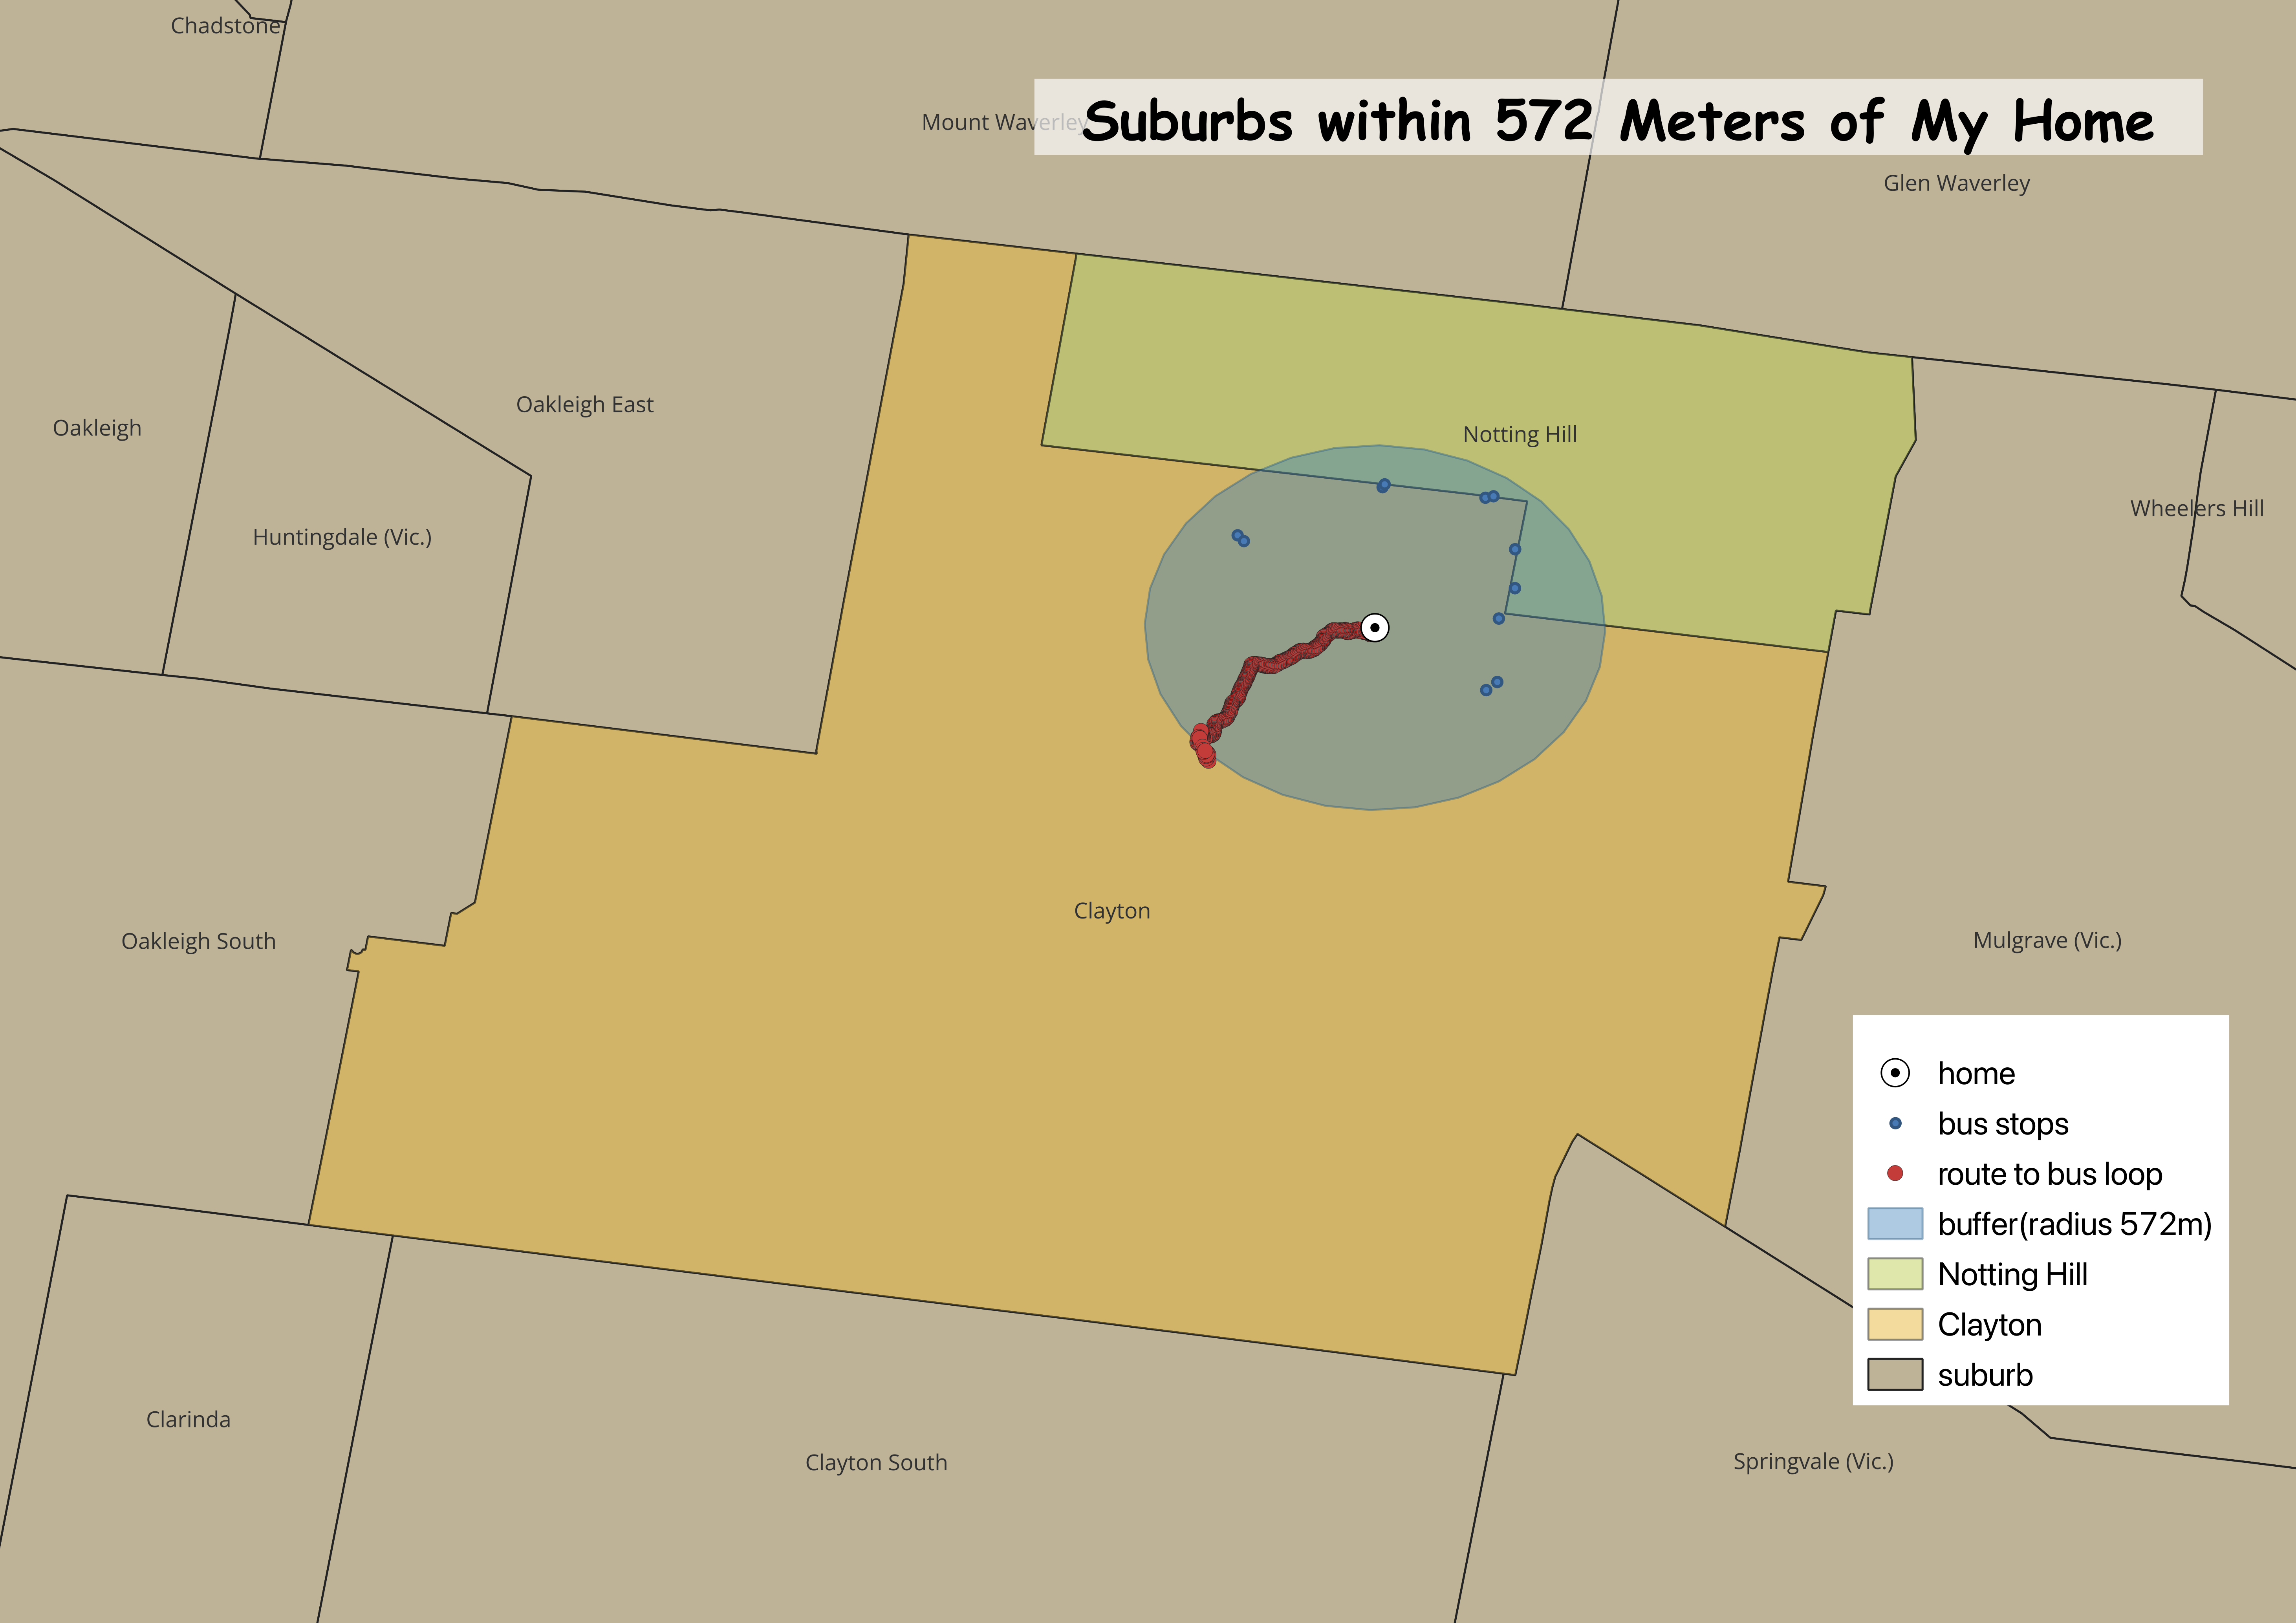 Chadstone
Mount Waverley
Suburbs within 572 Meters of My Home
Glen Waverley
Oakleigh East
Oakleigh
Notting Hill
Wheelers Hill
Huntingdale (Vic.)
Clayton
Oakleigh South
Mulgrave (Vic.)
home
bus stops
route to bus loop
buffer(radius 572m)
Notting Hill
Clayton
suburb
Clarinda
Clayton South
Springvale (Vic.)